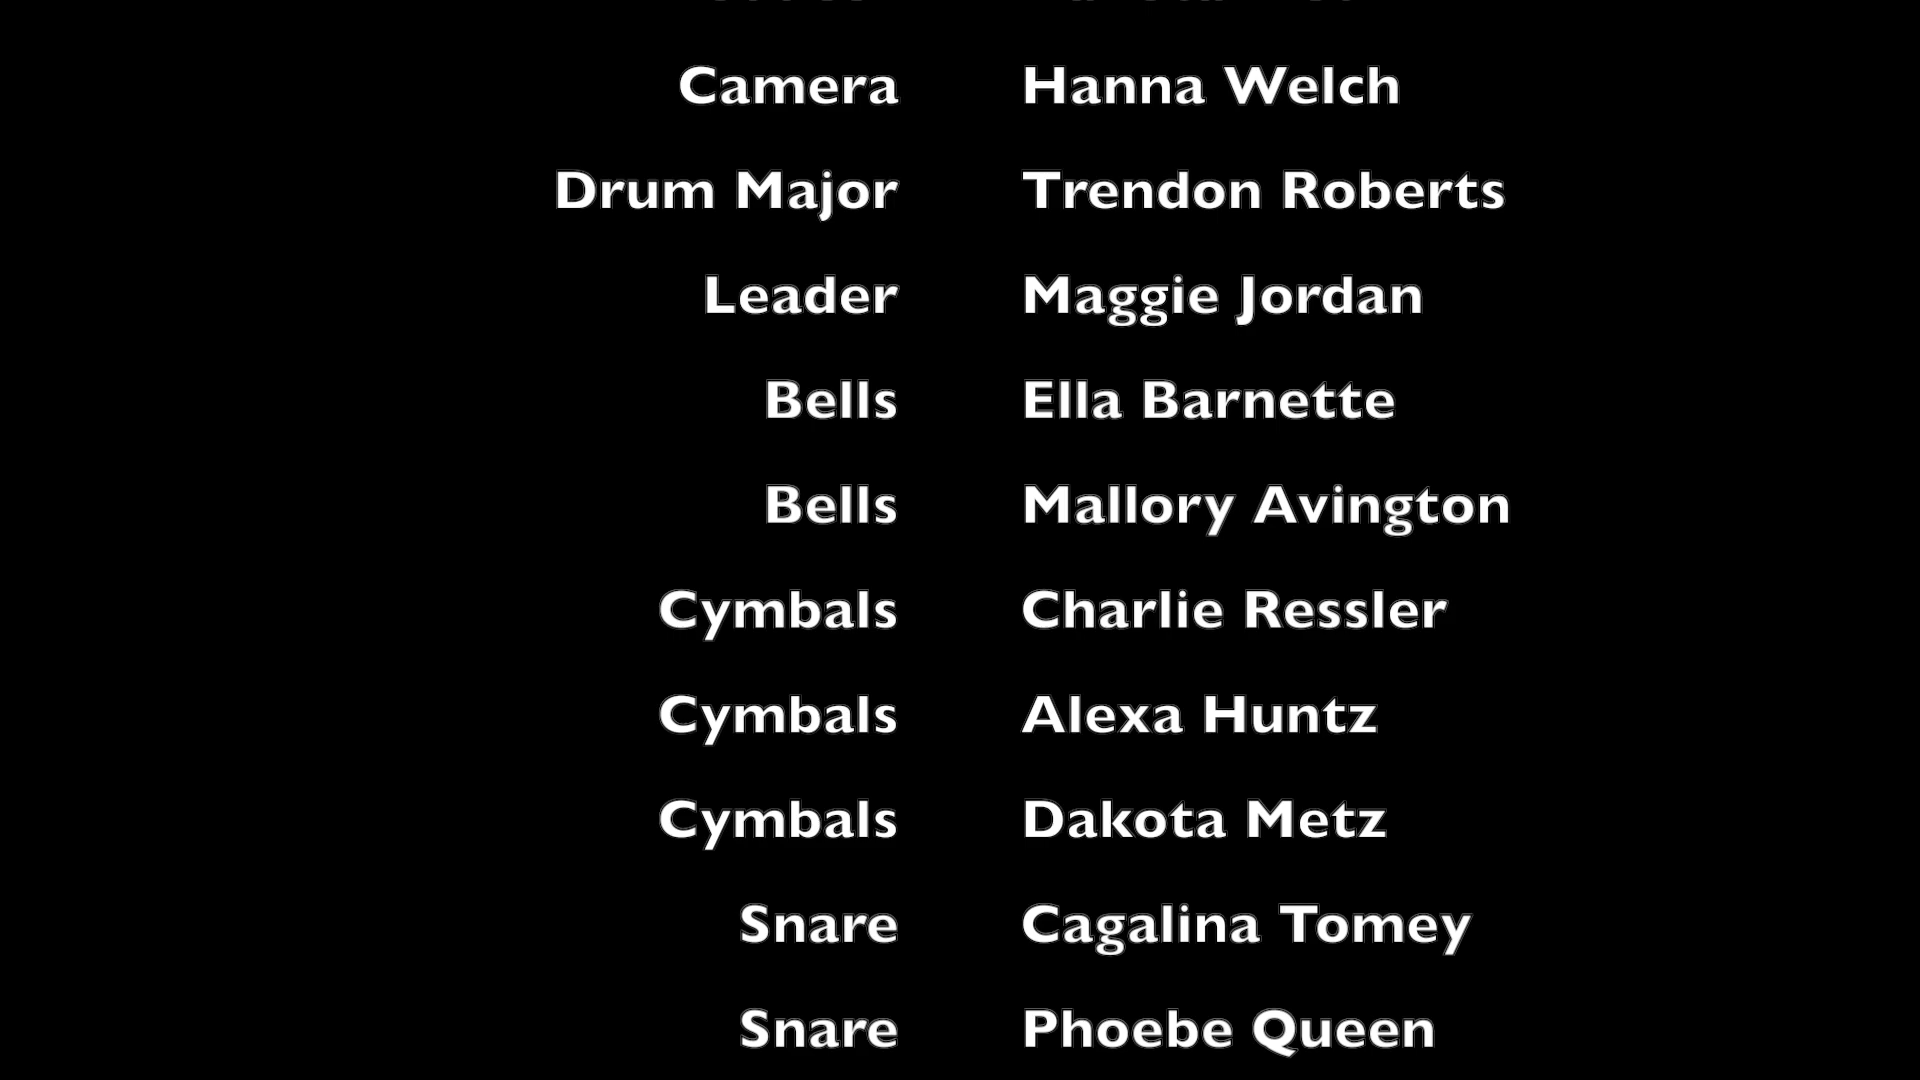 Camera Hanna Welch
Drum Major Trendon Roberts
Leader Maggie Jordan
Bells Ella Barnette
Bells Mallory Avington
Cymbals Charlie Ressler
Cymbals Alexa Huntz
Cymbals Dakota Metz
Snare Cagalina Tomey
Snare Phoebe Queen